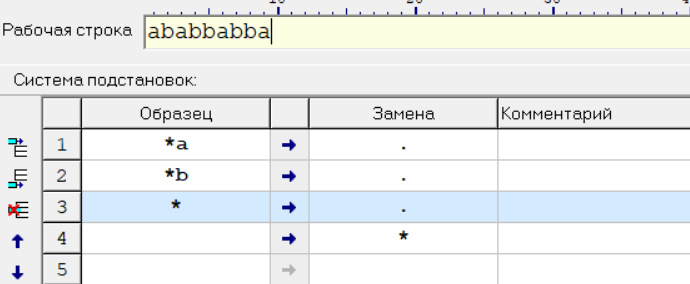 Рабочая строка ababbabba
Система подстановок:
Образец Замена Комментарий
1 *a → .
2 *b → .
3 * → .
4 → *
5 →